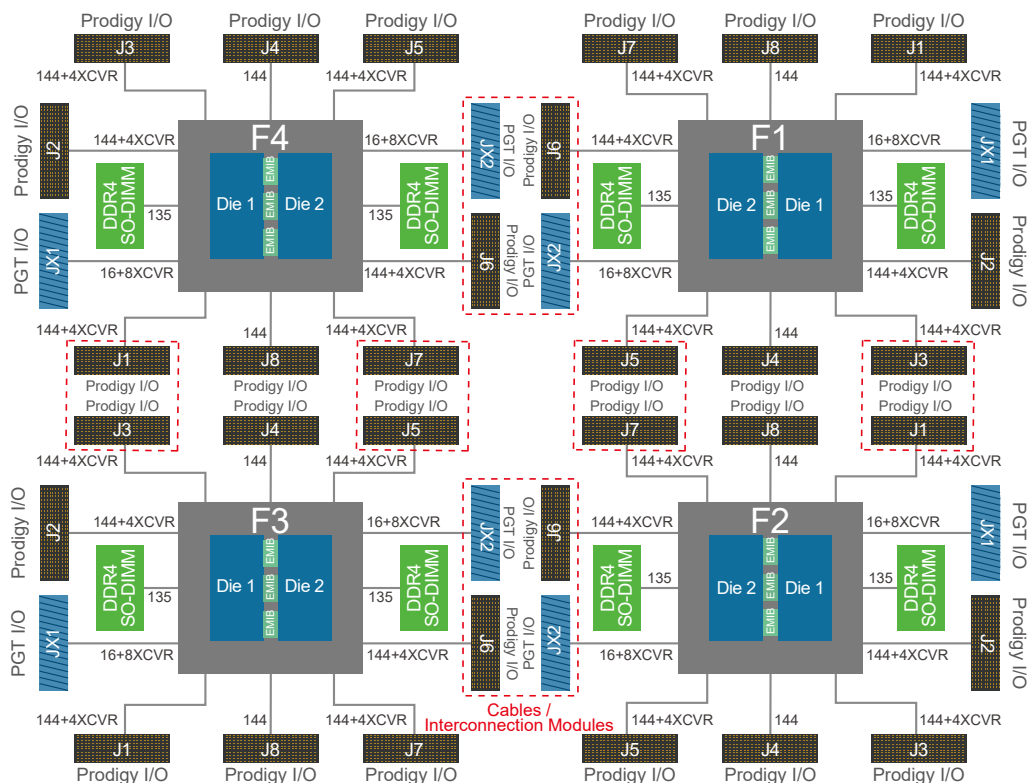 Prodigy I/O
Prodigy I/O
Prodigy I/O
Prodigy I/O
Prodigy I/O
Prodigy I/O
J3
J4
J5
J7
J8
J1
144+4XCVR
144
144+4XCVR
144+4XCVR
144
144+4XCVR
Prodigy I/O
J2
144+4XCVR
F4
16+8XCVR
JX2
PGT I/O
Prodigy I/O
J6
144+4XCVR
F1
16+8XCVR
JX1
PGT I/O
DDR4
SO-DIMM
135
Die 1
EMIB
EMIB
EMIB
Die 2
135
DDR4
SO-DIMM
DDR4
SO-DIMM
135
Die 2
EMIB
EMIB
EMIB
Die 1
135
DDR4
SO-DIMM
PGT I/O
JX1
16+8XCVR
144+4XCVR
J6
Prodigy I/O
PGT I/O
JX2
16+8XCVR
144+4XCVR
J2
Prodigy I/O
144+4XCVR
144
144+4XCVR
144+4XCVR
144
144+4XCVR
J1
J8
J7
J5
J4
J3
Prodigy I/O
Prodigy I/O
Prodigy I/O
Prodigy I/O
Prodigy I/O
Prodigy I/O
Prodigy I/O
Prodigy I/O
Prodigy I/O
Prodigy I/O
Prodigy I/O
Prodigy I/O
J3
J4
J5
J7
J8
J1
144+4XCVR
144
144+4XCVR
144+4XCVR
144
144+4XCVR
Prodigy I/O
J2
144+4XCVR
F3
16+8XCVR
JX2
PGT I/O
Prodigy I/O
J6
144+4XCVR
F2
16+8XCVR
JX1
PGT I/O
DDR4
SO-DIMM
135
Die 1
EMIB
EMIB
EMIB
Die 2
135
DDR4
SO-DIMM
DDR4
SO-DIMM
135
Die 2
EMIB
EMIB
EMIB
Die 1
135
DDR4
SO-DIMM
PGT I/O
JX1
16+8XCVR
144+4XCVR
J6
Prodigy I/O
PGT I/O
JX2
16+8XCVR
144+4XCVR
J2
Prodigy I/O
Cables /
Interconnection Modules
144+4XCVR
144
144+4XCVR
144+4XCVR
144
144+4XCVR
J1
J8
J7
J5
J4
J3
Prodigy I/O
Prodigy I/O
Prodigy I/O
Prodigy I/O
Prodigy I/O
Prodigy I/O